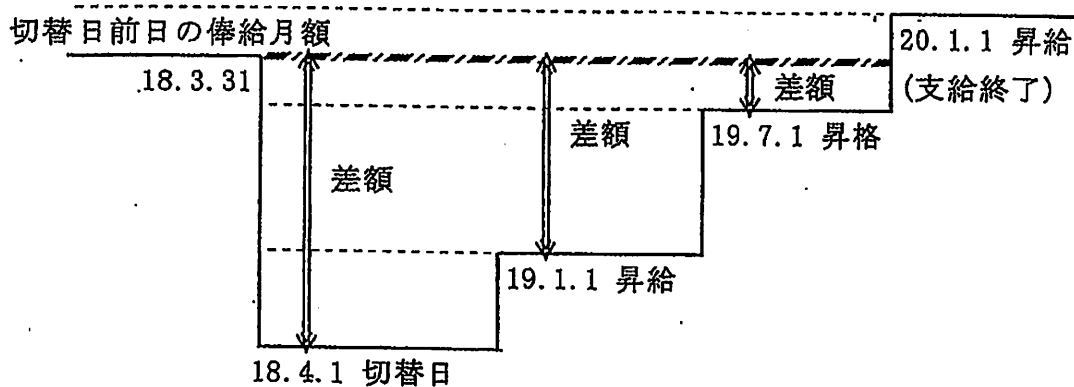 切替日前日の俸給月額
18.3.31
20.1.1 昇給
(支給終了)
差額
19.7.1 昇格
差額
差額
19.1.1 昇給
18.4.1 切替日